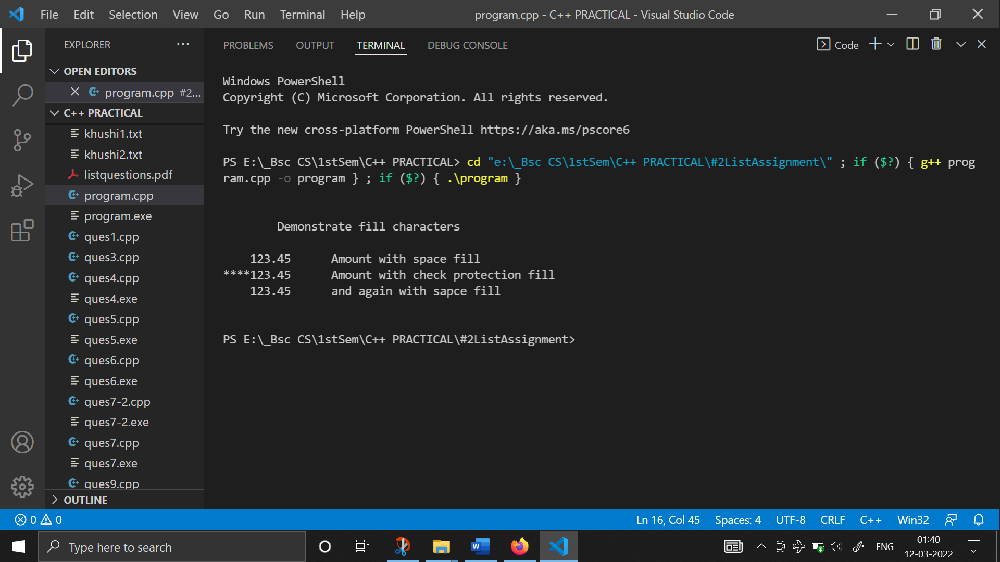 File Edit Selection View Go Run Terminal Help
program.cpp - C++ PRACTICAL - Visual Studio Code
EXPLORER
OPEN EDITORS
program.cpp #2...
C++ PRACTICAL
khushi1.txt
khushi2.txt
listquestions.pdf
program.cpp
program.exe
ques1.cpp
ques3.cpp
ques4.cpp
ques4.exe
ques5.cpp
ques5.exe
ques6.cpp
ques6.exe
ques7-2.cpp
ques7-2.exe
ques7.cpp
ques7.exe
ques9.cpp
OUTLINE
PROBLEMS OUTPUT TERMINAL DEBUG CONSOLE
Code
Windows PowerShell
Copyright (C) Microsoft Corporation. All rights reserved.
Try the new cross-platform PowerShell https://aka.ms/pscore6
PS E:\_Bsc CS\1stSem\C++ PRACTICAL> cd "e:\_Bsc CS\1stSem\C++ PRACTICAL\#2ListAssignment\" ; if ($?) { g++ prog
ram.cpp -o program } ; if ($?) { .\program }
Demonstrate fill characters
123.45 Amount with space fill
****123.45 Amount with check protection fill
123.45 and again with sapce fill
PS E:\_Bsc CS\1stSem\C++ PRACTICAL\#2ListAssignment>
0 0
Ln 16, Col 45 Spaces: 4 UTF-8 CRLF C++ Win32
Type here to search
W
ENG
01:40
12-03-2022